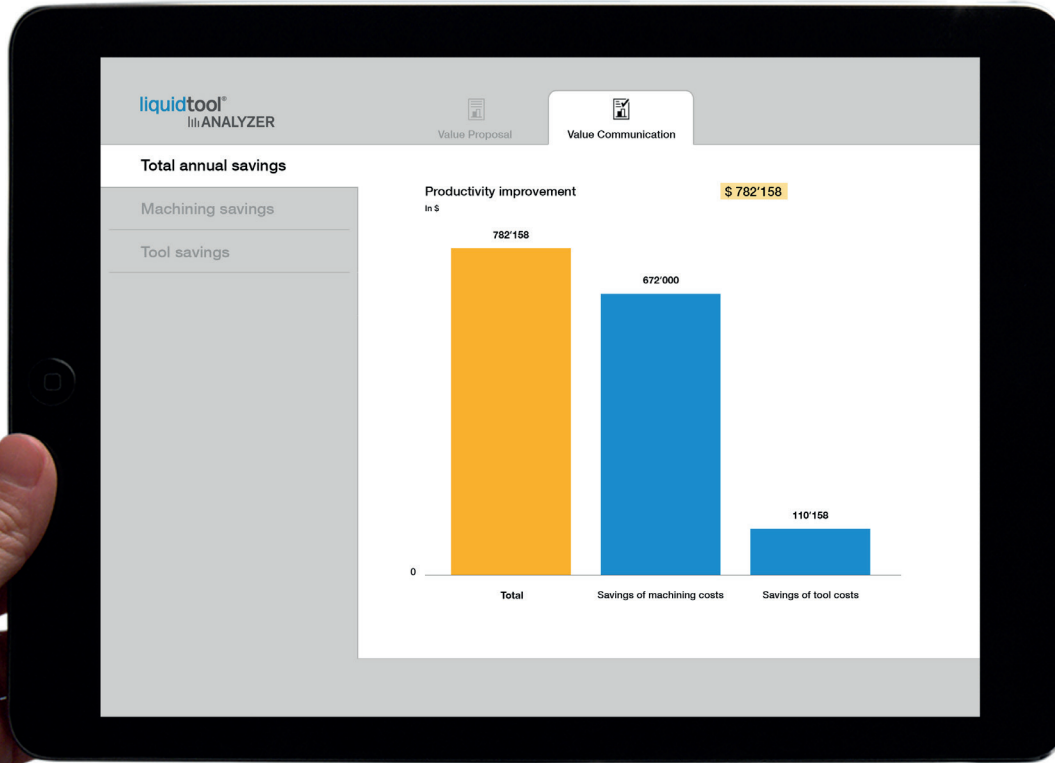 liquidtool®
ANALYZER
Value Proposal
Value Communication
Total annual savings
Machining savings
Tool savings
Productivity improvement
$ 782′158
In $
782′158
672′000
110′158
0
Total
Savings of machining costs
Savings of tool costs